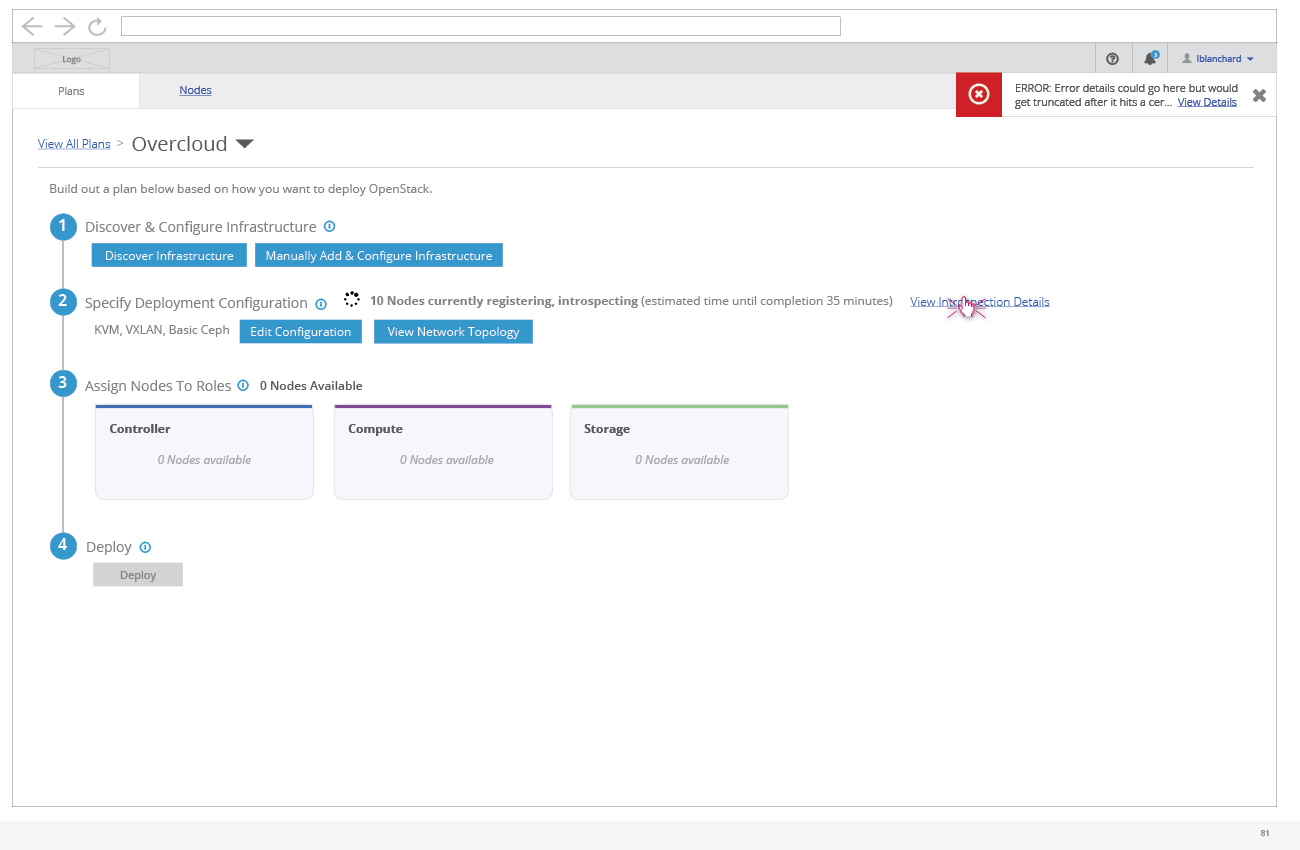 Logo
lblanchard
Plans
Nodes
ERROR: Error details could go here but would
get truncated after it hits a cer... View Details
View All Plans > Overcloud
Build out a plan below based on how you want to deploy OpenStack.
1 Discover & Configure Infrastructure
Discover Infrastructure
Manually Add & Configure Infrastructure
2 Specify Deployment Configuration
10 Nodes currently registering, introspecting (estimated time until completion 35 minutes)
View Introspection Details
KVM, VXLAN, Basic Ceph
Edit Configuration
View Network Topology
3 Assign Nodes To Roles
0 Nodes Available
Controller
0 Nodes available
Compute
0 Nodes available
Storage
0 Nodes available
4 Deploy
Deploy
81